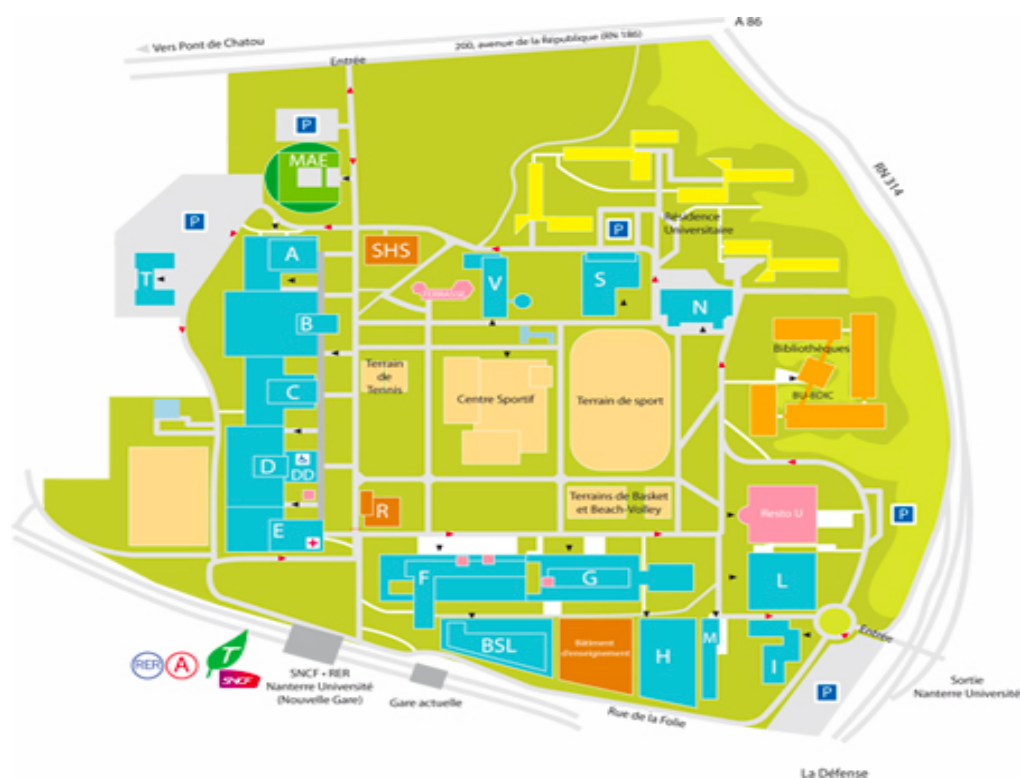 A 86
Vers Pont de Chatou
200, avenue de la République (RN 186)
Entrée
P
MAE
RN 314
P
P
Résidence
Universitaire
SHS
A
T
V
S
N
B
Bibliothèques
Terrain
de
Tennis
Centre Sportif
Terrain de sport
BU-BDIC
C
D
DD
Terrains de Basket
et Beach-Volley
R
Resto U
P
E
F
G
L
BSL
Bâtiment
d'enseignement
H
M
I
Entrée
RER
A
T
SNCF
SNCF • RER
Nanterre Université
(Nouvelle Gare)
Gare actuelle
P
Sortie
Nanterre Université
Rue de la Folie
La Défense